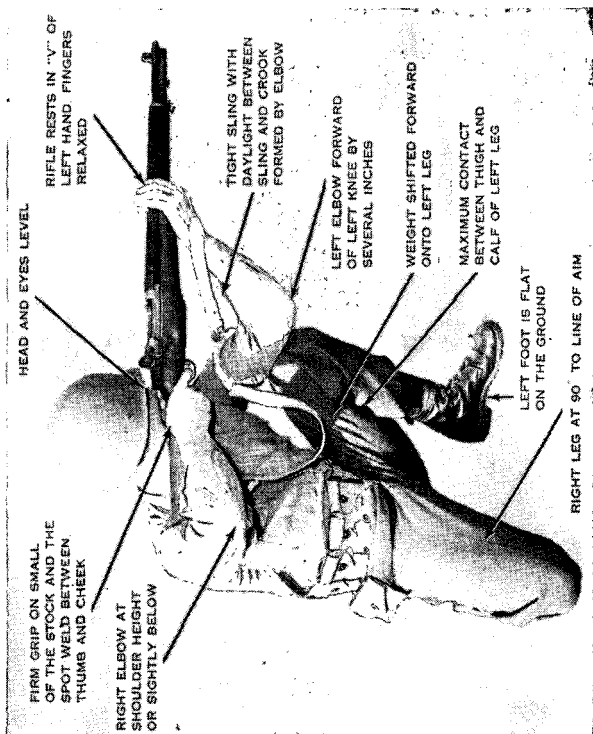 FIRM GRIP ON SMALL
OF THE STOCK AND THE
SPOT WELD BETWEEN
THUMB AND CHEEK
HEAD AND EYES LEVEL
RIFLE RESTS IN "V" OF
LEFT HAND. FINGERS
RELAXED
TIGHT SLING WITH
DAYLIGHT BETWEEN
SLING AND CROOK
FORMED BY ELBOW
LEFT ELBOW FORWARD
OF LEFT KNEE BY
SEVERAL INCHES
WEIGHT SHIFTED FORWARD
ONTO LEFT LEG
MAXIMUM CONTACT
BETWEEN THIGH AND
CALF OF LEFT LEG
LEFT FOOT IS FLAT
ON THE GROUND
RIGHT LEG AT 90° TO LINE OF AIM
RIGHT ELBOW AT
SHOULDER HEIGHT
OR SIGHTLY BELOW